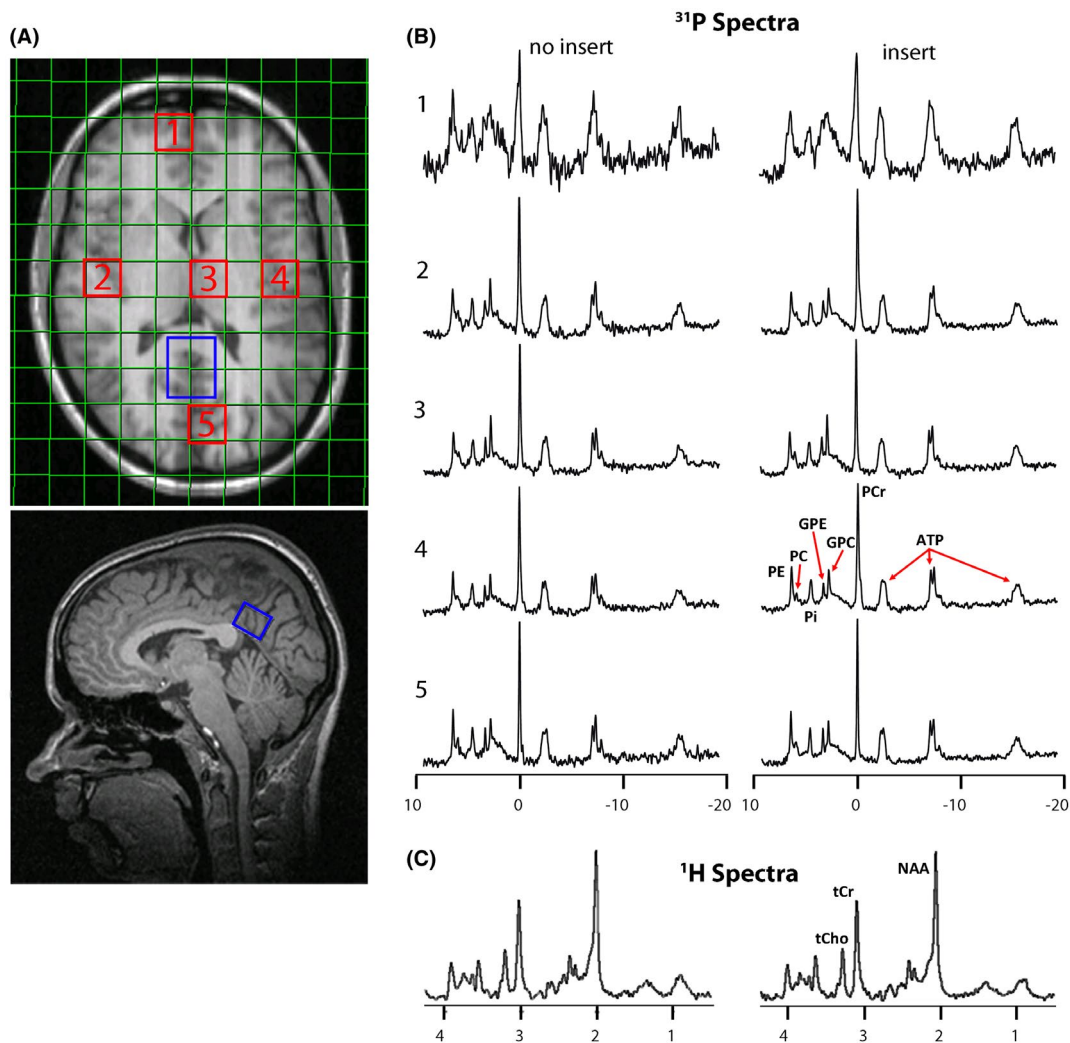 (A)
1
2
3
4
5
(B)
³¹P Spectra
no insert
insert
1
2
3
4
PCr
GPE
GPC
PC
PE
Pi
ATP
5
10 0 -10 -20
10 0 -10 -20
(C)
¹H Spectra
NAA
tCr
tCho
4 3 2 1
4 3 2 1